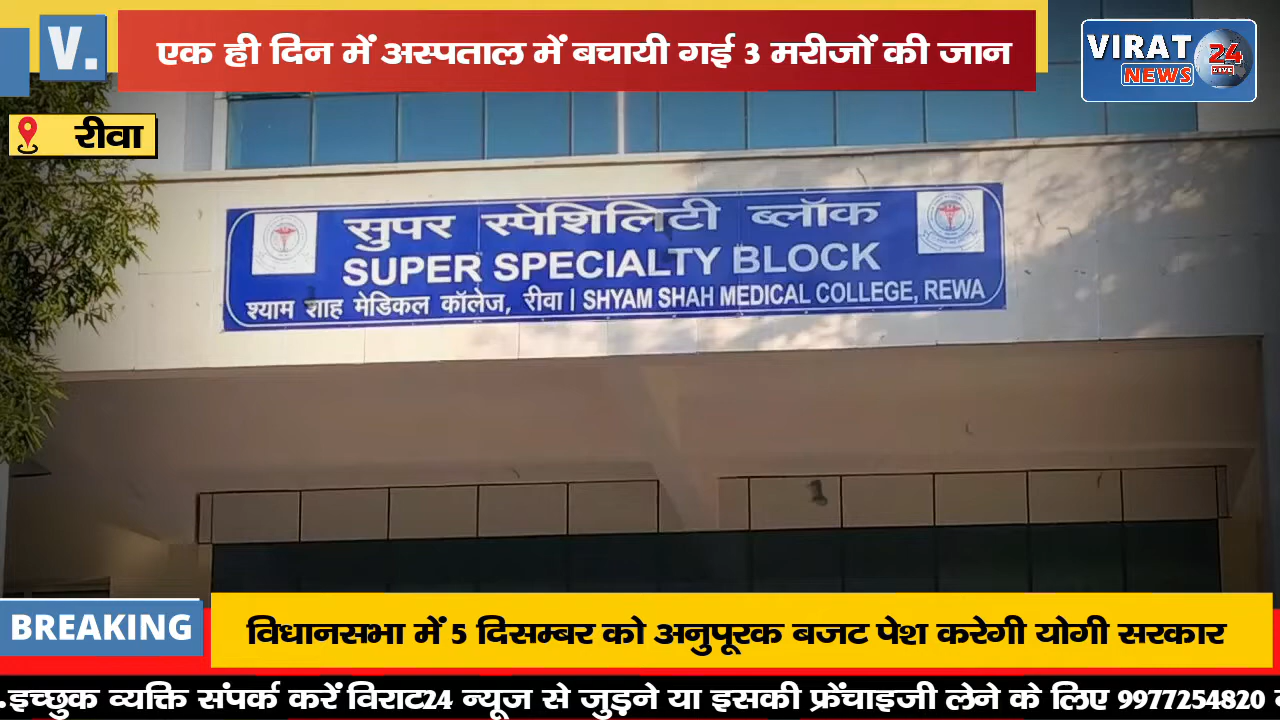 V.
एक ही दिन में अस्पताल में बचायी गई 3 मरीजों की जान
VIRAT 24
NEWS LIVE
रीवा
सुपर स्पेशिलिटी ब्लॉक
SUPER SPECIALTY BLOCK
श्याम शाह मेडिकल कॉलेज, रीवा | SHYAM SHAH MEDICAL COLLEGE, REWA
BREAKING
विधानसभा में 5 दिसम्बर को अनुपूरक बजट पेश करेगी योगी सरकार
.इच्छुक व्यक्ति संपर्क करें विराट24 न्यूज से जुड़ने या इसकी फ्रेंचाइजी लेने के लिए 9977254820